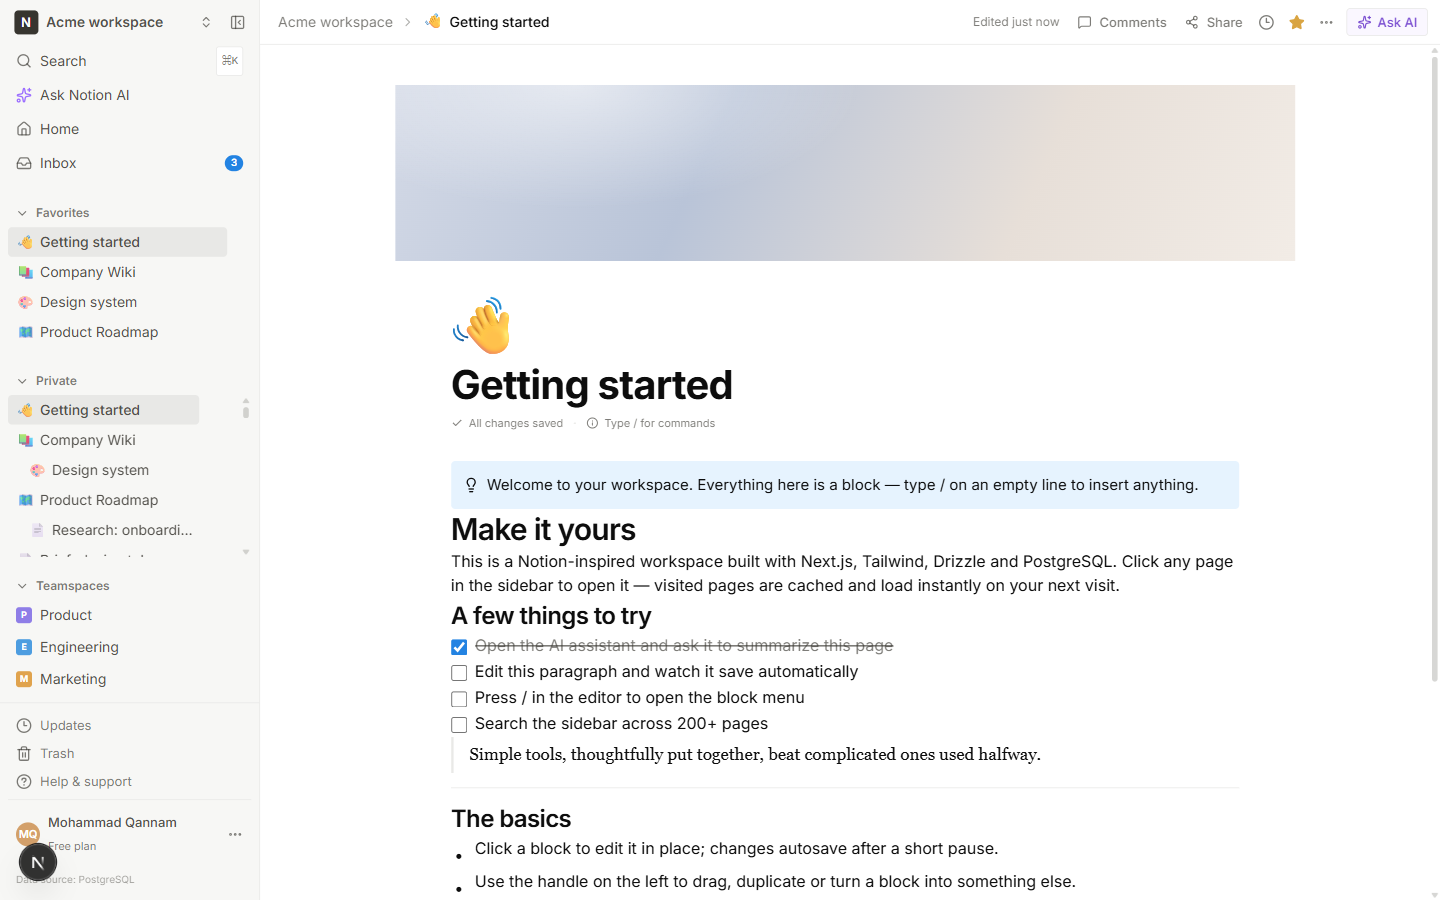 N Acme workspace
Search ⌘K
Ask Notion AI
Home
Inbox 3
Favorites
Getting started
Company Wiki
Design system
Product Roadmap
Private
Getting started
Company Wiki
Design system
Product Roadmap
Research: onboardi...
Teamspaces
P Product
E Engineering
M Marketing
Updates
Trash
Help & support
MQ Mohammad Qannam
Free plan
N
source: PostgreSQL
Acme workspace > Getting started
Edited just now
Comments
Share
Ask AI
Getting started
All changes saved · Type / for commands
Welcome to your workspace. Everything here is a block — type / on an empty line to insert anything.
Make it yours
This is a Notion-inspired workspace built with Next.js, Tailwind, Drizzle and PostgreSQL. Click any page
in the sidebar to open it — visited pages are cached and load instantly on your next visit.
A few things to try
Open the AI assistant and ask it to summarize this page
Edit this paragraph and watch it save automatically
Press / in the editor to open the block menu
Search the sidebar across 200+ pages
Simple tools, thoughtfully put together, beat complicated ones used halfway.
The basics
• Click a block to edit it in place; changes autosave after a short pause.
• Use the handle on the left to drag, duplicate or turn a block into something else.